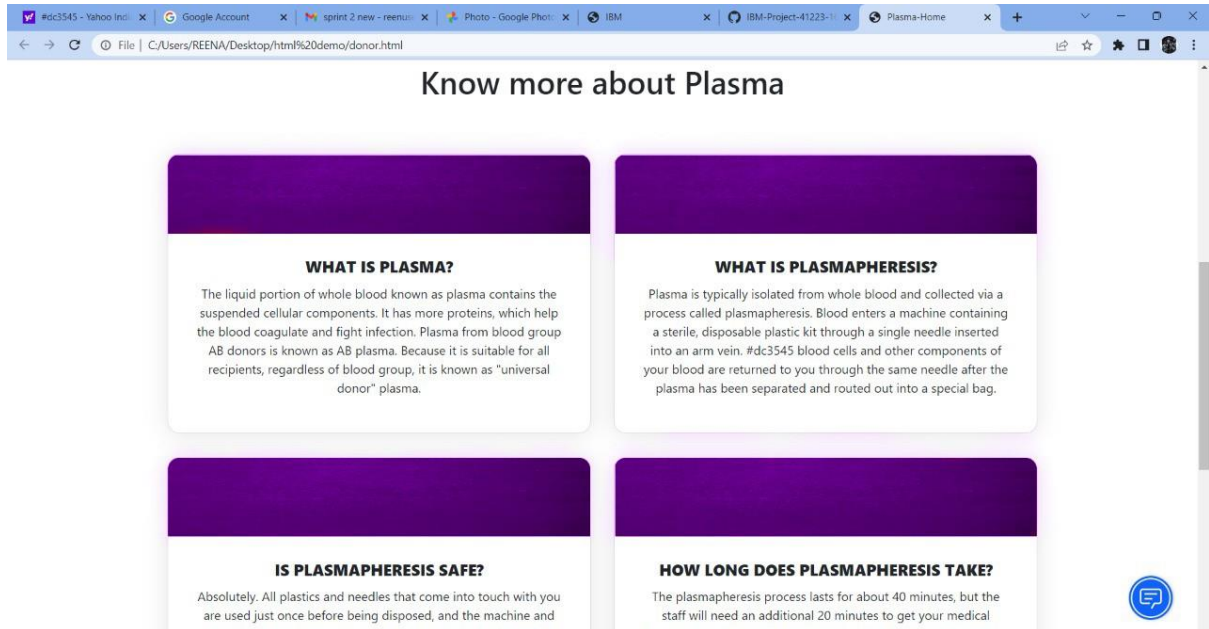 #dc3545 - Yahoo Indi
Google Account
sprint 2 new - reenus
Photo - Google Photo
IBM
IBM-Project-41223-1
Plasma-Home
File | C:/Users/REENA/Desktop/html%20demo/donor.html
Know more about Plasma
WHAT IS PLASMA?
The liquid portion of whole blood known as plasma contains the
suspended cellular components. It has more proteins, which help
the blood coagulate and fight infection. Plasma from blood group
AB donors is known as AB plasma. Because it is suitable for all
recipients, regardless of blood group, it is known as "universal
donor" plasma.
WHAT IS PLASMAPHERESIS?
Plasma is typically isolated from whole blood and collected via a
process called plasmapheresis. Blood enters a machine containing
a sterile, disposable plastic kit through a single needle inserted
into an arm vein. #dc3545 blood cells and other components of
your blood are returned to you through the same needle after the
plasma has been separated and routed out into a special bag.
IS PLASMAPHERESIS SAFE?
Absolutely. All plastics and needles that come into touch with you
are used just once before being disposed, and the machine and
HOW LONG DOES PLASMAPHERESIS TAKE?
The plasmapheresis process lasts for about 40 minutes, but the
staff will need an additional 20 minutes to get your medical